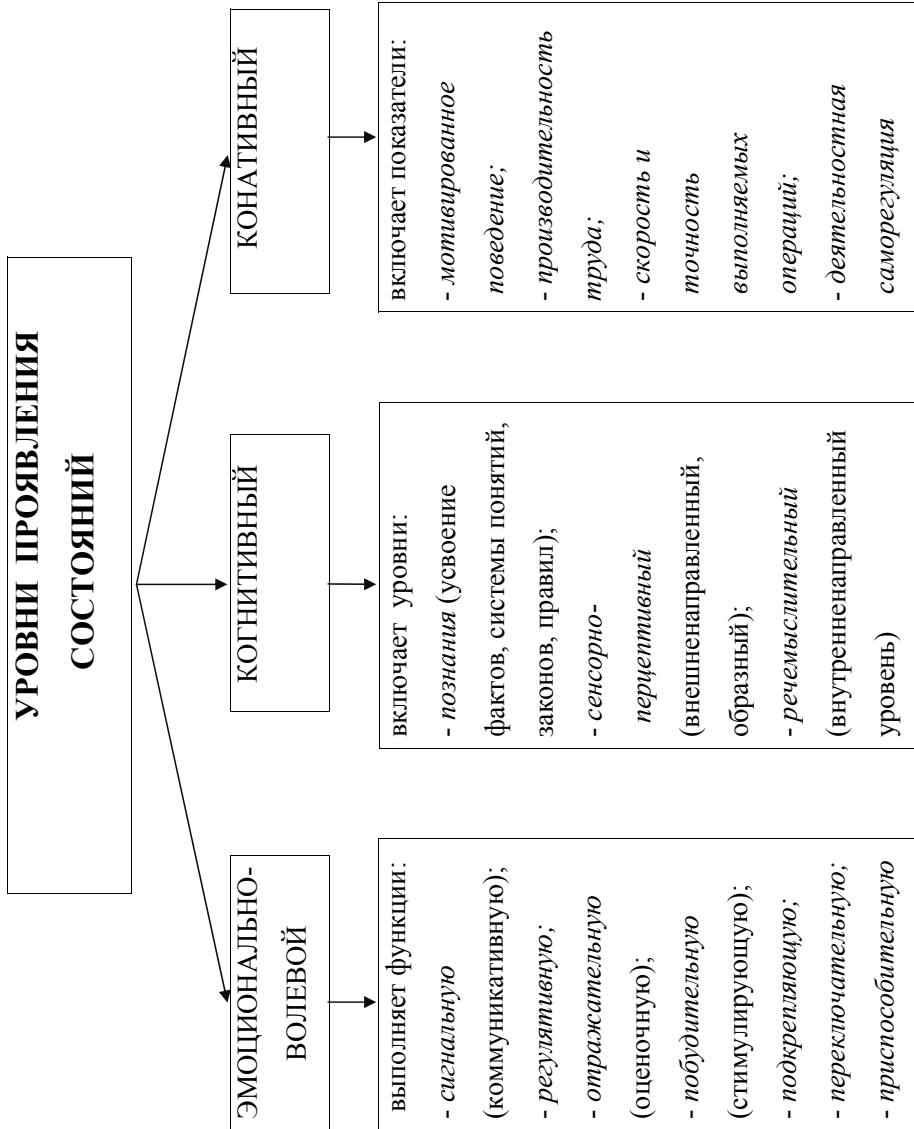 УРОВНИ ПРОЯВЛЕНИЯ
СОСТОЯНИЙ
ЭМОЦИОНАЛЬНО-
ВОЛЕВОЙ
выполняет функции:
- сигнальную
(коммуникативную);
- регулятивную;
- отражательную
(оценочную);
- побудительную
(стимулирующую);
- подкрепляющую;
- переключательную;
- приспособительную
КОГНИТИВНЫЙ
включает уровни:
- познания (усвоение
фактов, системы понятий,
законов, правил);
- сенсорно-
перцептивный
(внешненаправленный,
образный);
- речемыслительный
(внутренненаправленный
уровень)
КОНАТИВНЫЙ
включает показатели:
- мотивированное
поведение;
- производительность
труда;
- скорость и
точность
выполняемых
операций;
- деятельностная
саморегуляция